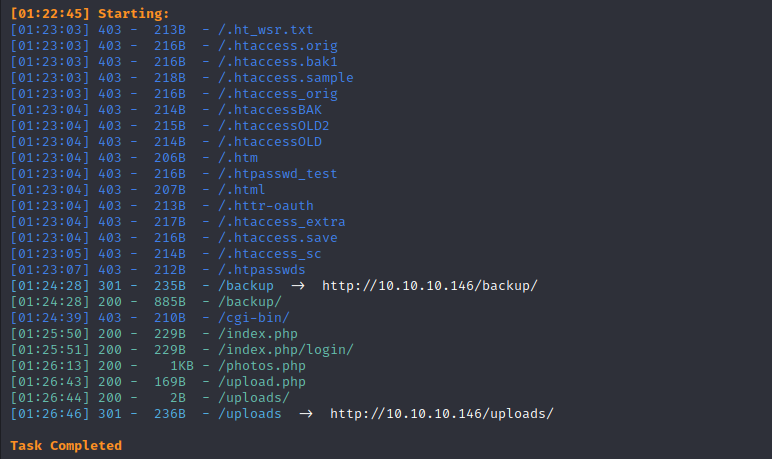 [01:22:45] Starting:
[01:23:03] 403 - 213B - /.ht_wsr.txt
[01:23:03] 403 - 216B - /.htaccess.orig
[01:23:03] 403 - 216B - /.htaccess.bak1
[01:23:03] 403 - 218B - /.htaccess.sample
[01:23:03] 403 - 216B - /.htaccess_orig
[01:23:04] 403 - 214B - /.htaccessBAK
[01:23:04] 403 - 215B - /.htaccessOLD2
[01:23:04] 403 - 214B - /.htaccessOLD
[01:23:04] 403 - 206B - /.htm
[01:23:04] 403 - 216B - /.htpasswd_test
[01:23:04] 403 - 207B - /.html
[01:23:04] 403 - 213B - /.httr-oauth
[01:23:04] 403 - 217B - /.htaccess_extra
[01:23:04] 403 - 216B - /.htaccess.save
[01:23:05] 403 - 214B - /.htaccess_sc
[01:23:07] 403 - 212B - /.htpasswds
[01:24:28] 301 - 235B - /backup -> http://10.10.10.146/backup/
[01:24:28] 200 - 885B - /backup/
[01:24:39] 403 - 210B - /cgi-bin/
[01:25:50] 200 - 229B - /index.php
[01:25:51] 200 - 229B - /index.php/login/
[01:26:13] 200 - 1KB - /photos.php
[01:26:43] 200 - 169B - /upload.php
[01:26:44] 200 - 2B - /uploads/
[01:26:46] 301 - 236B - /uploads -> http://10.10.10.146/uploads/
Task Completed